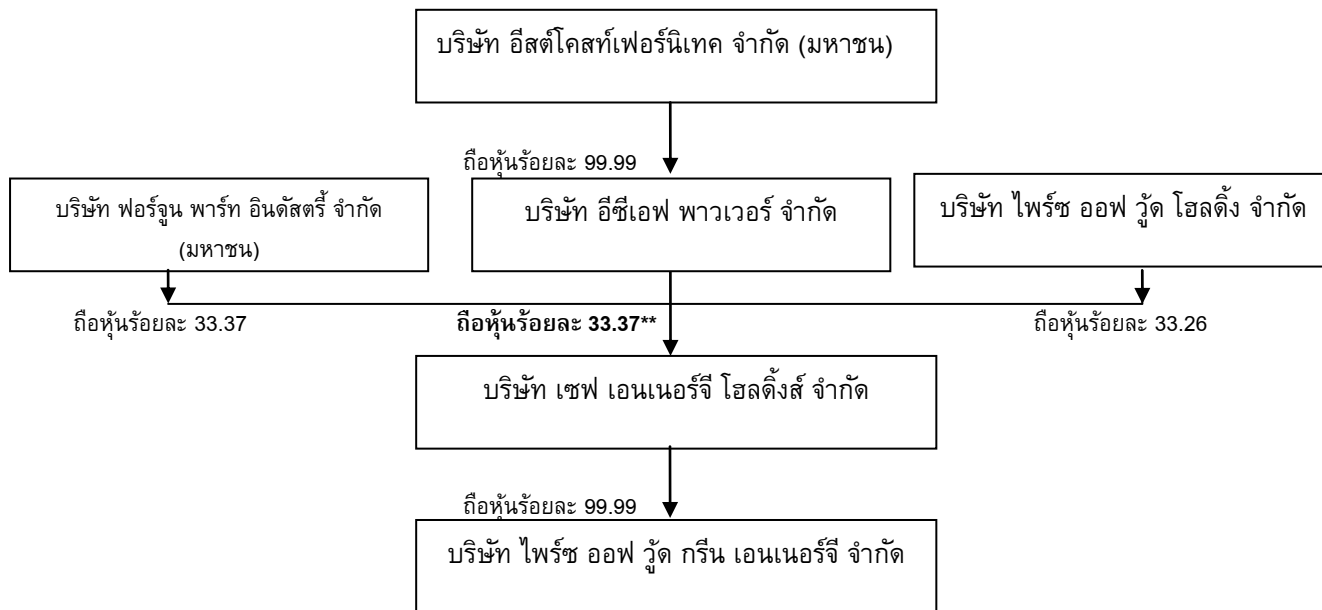 บริษัท อีสต์โคสท์เฟอร์นิเทค จำกัด (มหาชน)
ถือหุ้นร้อยละ 99.99
บริษัท ฟอร์จูน พาร์ท อินดัสตรี้ จำกัด
(มหาชน)
บริษัท อีซีเอฟ พาวเวอร์ จำกัด
บริษัท ไพร์ซ ออฟ วู้ด โฮลดิ้ง จำกัด
ถือหุ้นร้อยละ 33.37
ถือหุ้นร้อยละ 33.37**
ถือหุ้นร้อยละ 33.26
บริษัท เซฟ เอนเนอร์จี โฮลดิ้งส์ จำกัด
ถือหุ้นร้อยละ 99.99
บริษัท ไพร์ซ ออฟ วู้ด กรีน เอนเนอร์จี จำกัด